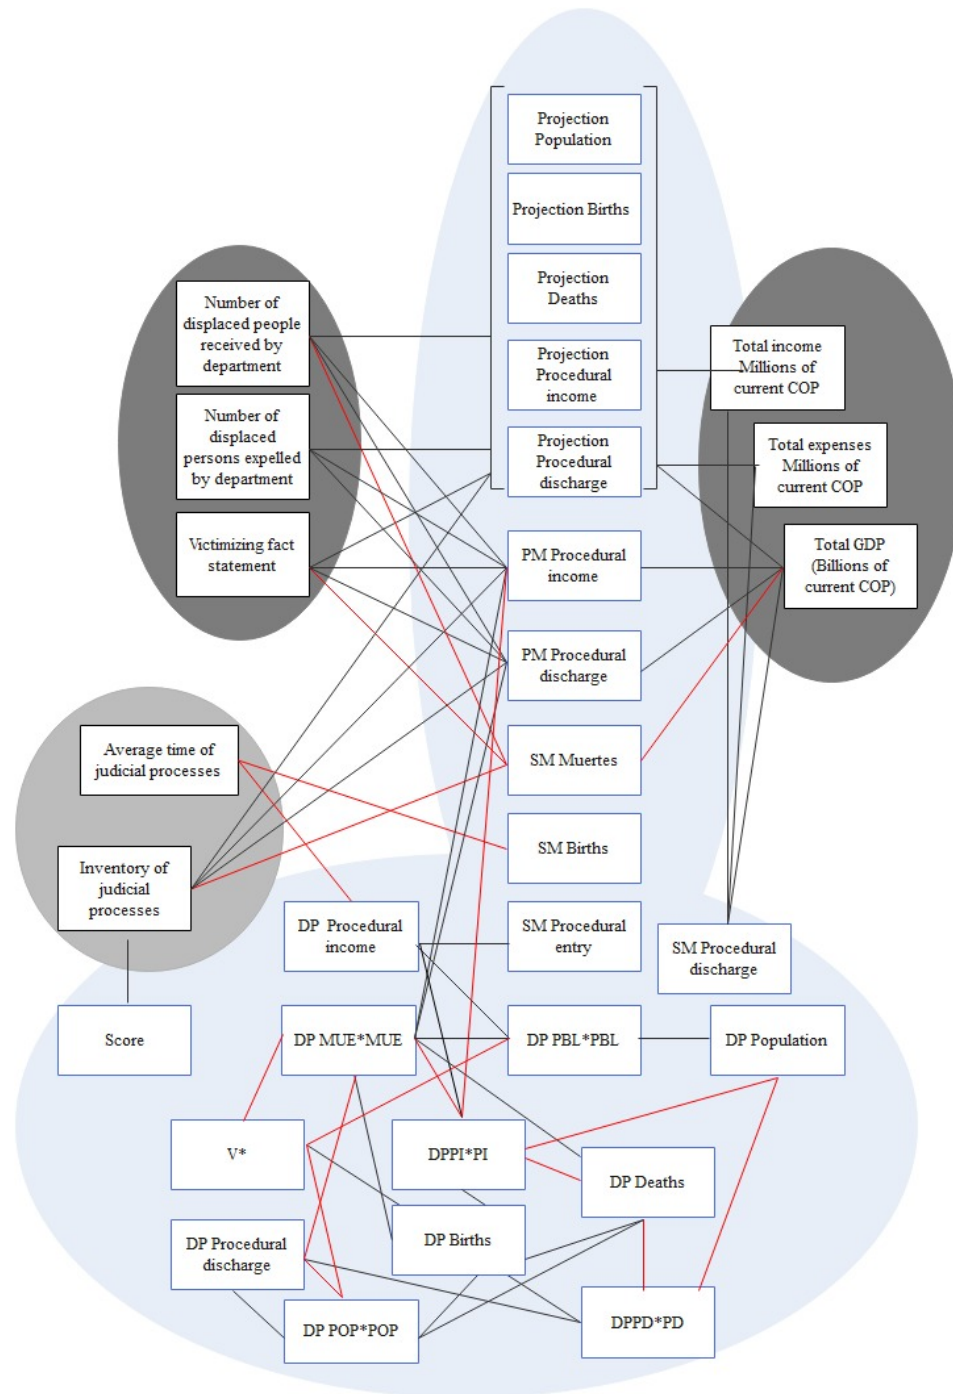 Projection
Population
Projection Births
Projection
Deaths
Projection
Procedural
income
Projection
Procedural
discharge
Number of
displaced people
received by
department
Number of
displaced
persons expelled
by department
Victimizing fact
statement
Total income
Millions of
current COP
Total expenses
Millions of
current COP
Total GDP
(Billions of
current COP)
PM Procedural
income
PM Procedural
discharge
SM Muertes
SM Births
Average time of
judicial processes
Inventory of
judicial
processes
DP Procedural
income
SM Procedural
entry
SM Procedural
discharge
Score
DP MUE*MUE
DP PBL*PBL
DP Population
V*
DPPI*PI
DP Deaths
DP Procedural
discharge
DP Births
DP POP*POP
DPPD*PD